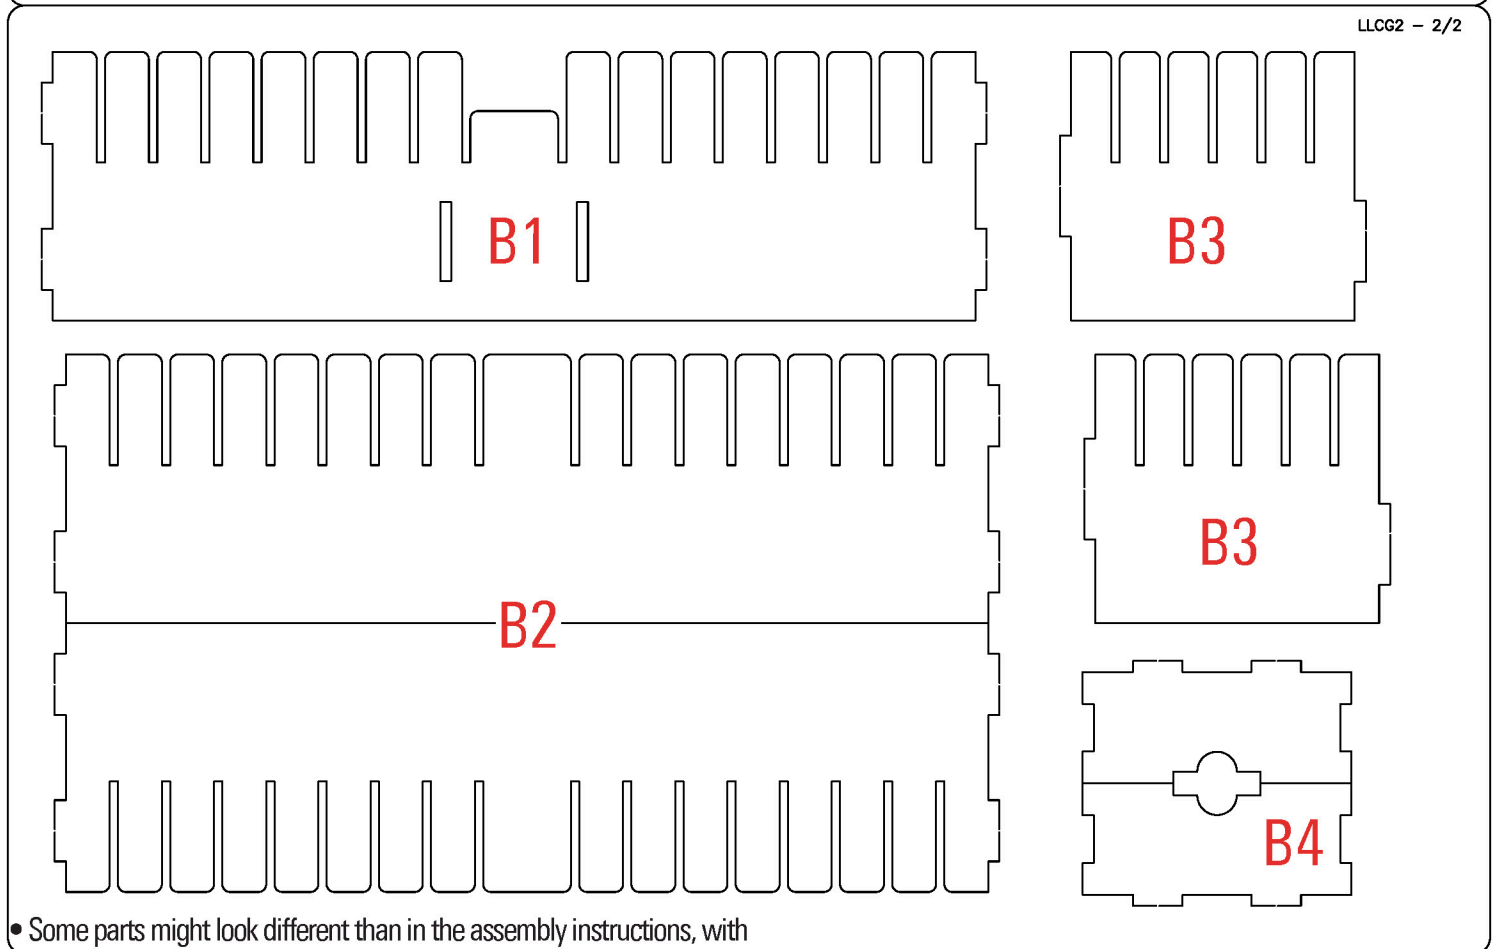 LLCG2 – 2/2
B1
B3
B3
B2
B4
• Some parts might look different than in the assembly instructions, with